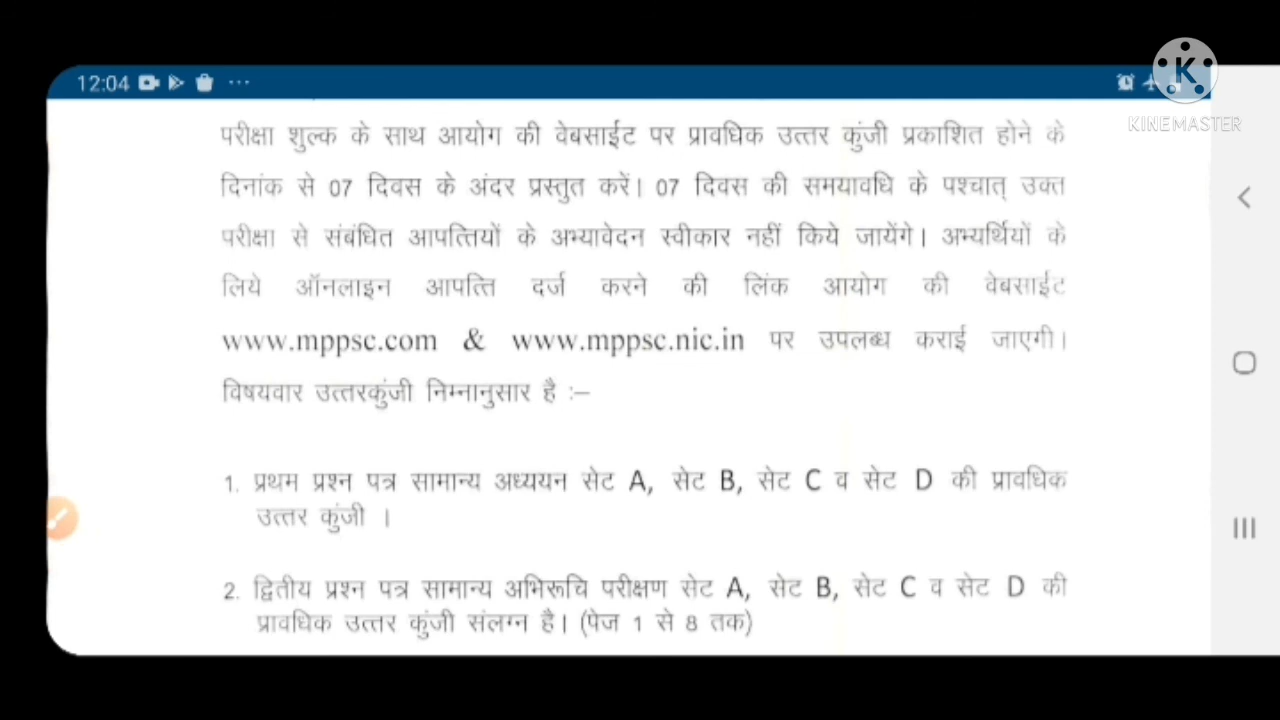 12:04
KINEMASTER
परीक्षा शुल्क के साथ आयोग की वेबसाईट पर प्रावधिक उत्तर कुंजी प्रकाशित होने के
दिनांक से 07 दिवस के अंदर प्रस्तुत करें। 07 दिवस की समयावधि के पश्चात् उक्त
परीक्षा से संबंधित आपत्तियों के अभ्यावेदन स्वीकार नहीं किये जायेंगे। अभ्यर्थियों के
लिये ऑनलाइन आपत्ति दर्ज करने की लिंक आयोग की वेबसाईट
www.mppsc.com & www.mppsc.nic.in पर उपलब्ध कराई जाएगी।
विषयवार उत्तरकुंजी निम्नानुसार है :–
1. प्रथम प्रश्न पत्र सामान्य अध्ययन सेट A, सेट B, सेट C व सेट D की प्रावधिक
उत्तर कुंजी ।
2. द्वितीय प्रश्न पत्र सामान्य अभिरूचि परीक्षण सेट A, सेट B, सेट C व सेट D की
प्रावधिक उत्तर कुंजी संलग्न है। (पेज 1 से 8 तक)